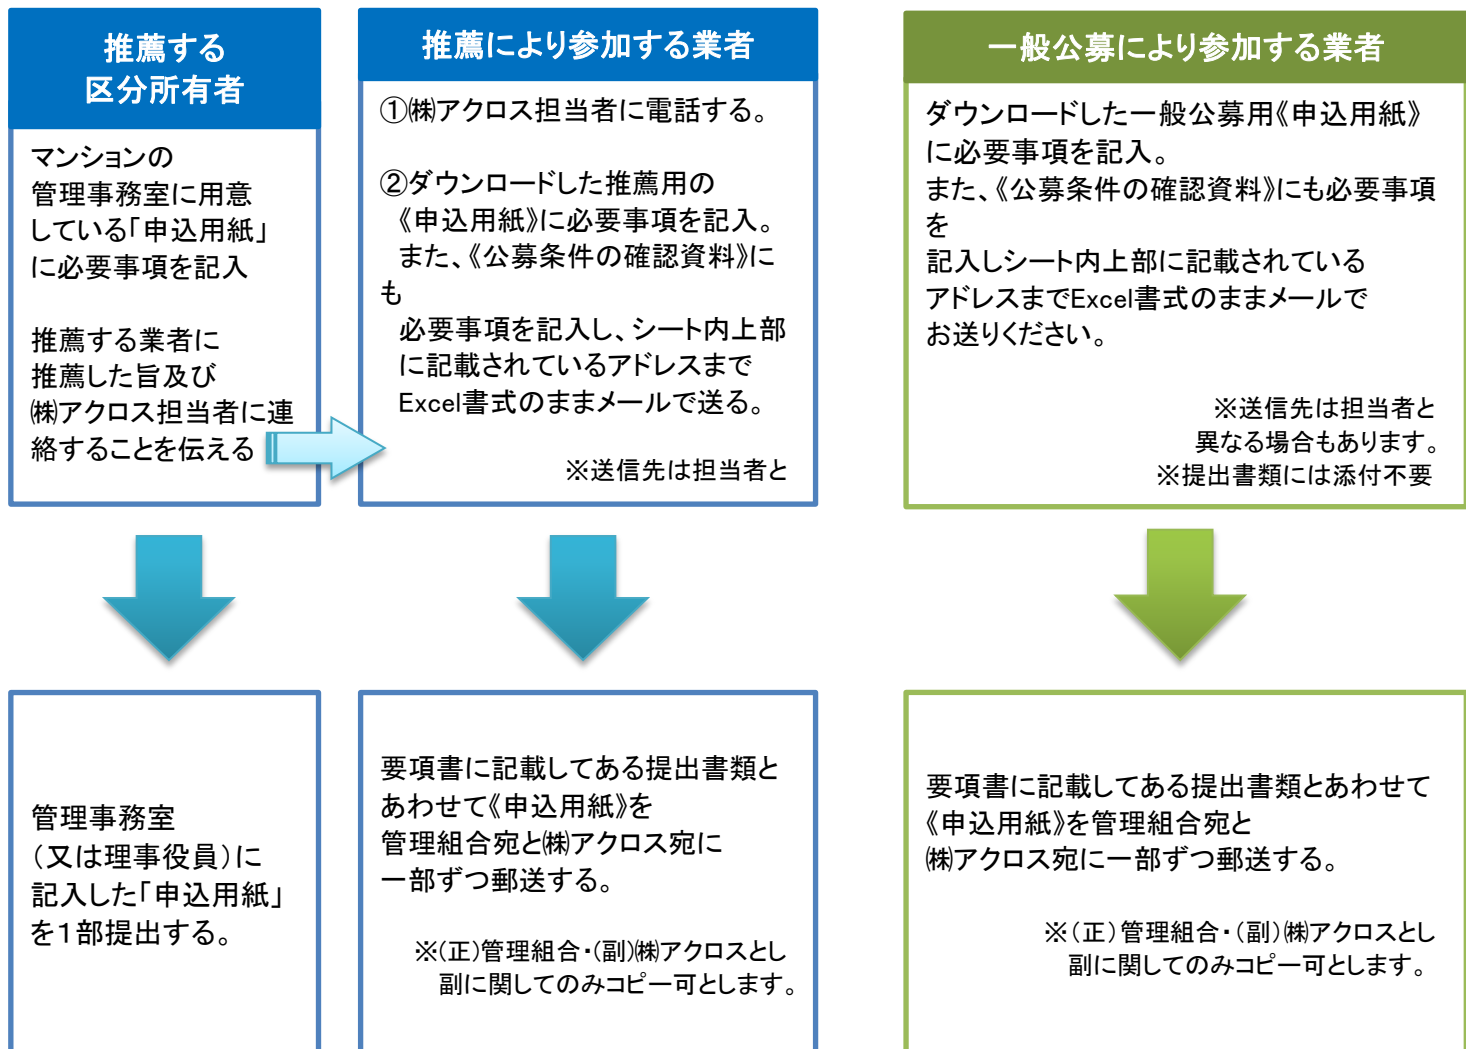 推薦する
区分所有者
マンションの
管理事務室に用意
している「申込用紙」
に必要事項を記入
推薦する業者に
推薦した旨及び
㈱アクロス担当者に連
絡することを伝える
推薦により参加する業者
①㈱アクロス担当者に電話する。
②ダウンロードした推薦用の
《申込用紙》に必要事項を記入。
また、《公募条件の確認資料》に
も
必要事項を記入し、シート内上部
に記載されているアドレスまで
Excel書式のままメールで送る。
※送信先は担当者と
一般公募により参加する業者
ダウンロードした一般公募用《申込用紙》
に必要事項を記入。
また、《公募条件の確認資料》にも必要事項
を
記入しシート内上部に記載されている
アドレスまでExcel書式のままメールで
お送りください。
※送信先は担当者と
異なる場合もあります。
※提出書類には添付不要
管理事務室
（又は理事役員）に
記入した「申込用紙」
を１部提出する。
要項書に記載してある提出書類と
あわせて《申込用紙》を
管理組合宛と㈱アクロス宛に
一部ずつ郵送する。
※(正)管理組合・(副)㈱アクロスとし
副に関してのみコピー可とします。
要項書に記載してある提出書類とあわせて
《申込用紙》を管理組合宛と
㈱アクロス宛に一部ずつ郵送する。
※（正）管理組合・（副）㈱アクロスとし
副に関してのみコピー可とします。